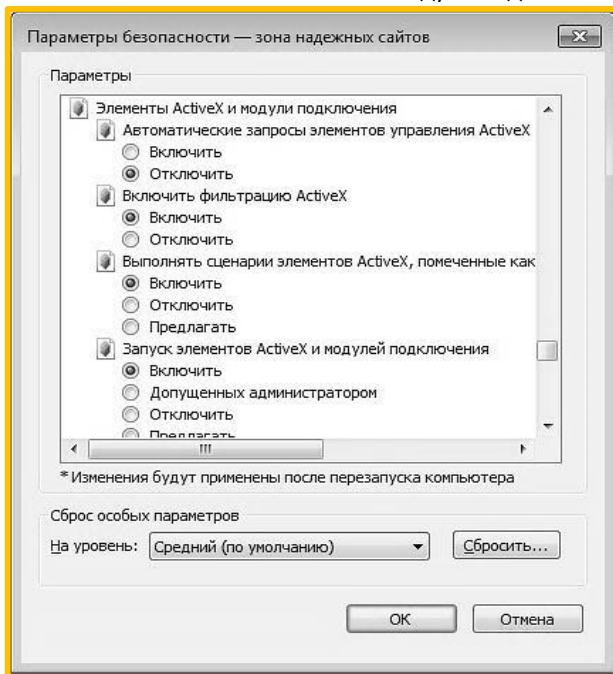 Параметры безопасности — зона надежных сайтов
Параметры
Элементы ActiveX и модули подключения
Автоматические запросы элементов управления ActiveX
Включить
Отключить
Включить фильтрацию ActiveX
Включить
Отключить
Выполнять сценарии элементов ActiveX, помеченные как
Включить
Отключить
Предлагать
Запуск элементов ActiveX и модулей подключения
Включить
Допущенных администратором
Отключить
Предлагать
* Изменения будут применены после перезапуска компьютера
Сброс особых параметров
На уровень: Средний (по умолчанию) Сбросить...
ОК Отмена